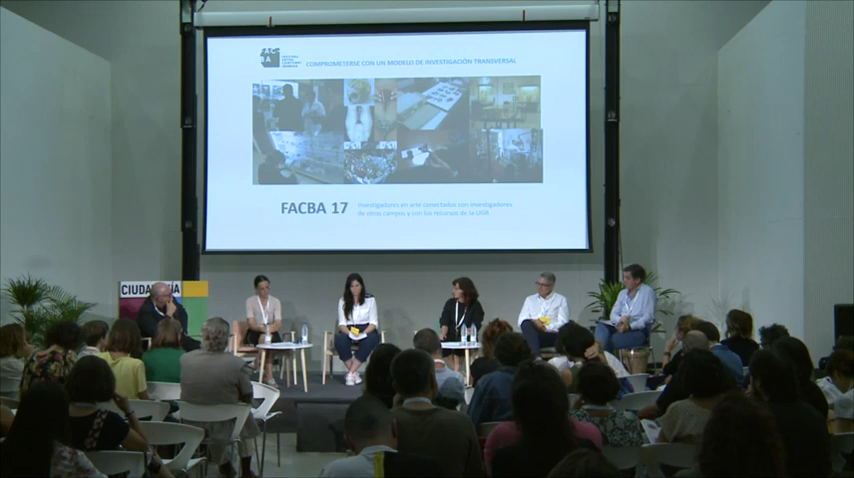 COMPROMETERSE CON UN MODELO DE INVESTIGACIÓN TRANSVERSAL
FACBA 17
Investigadores en arte conectados con investigadores
de otros campos y con los recursos de la UGR